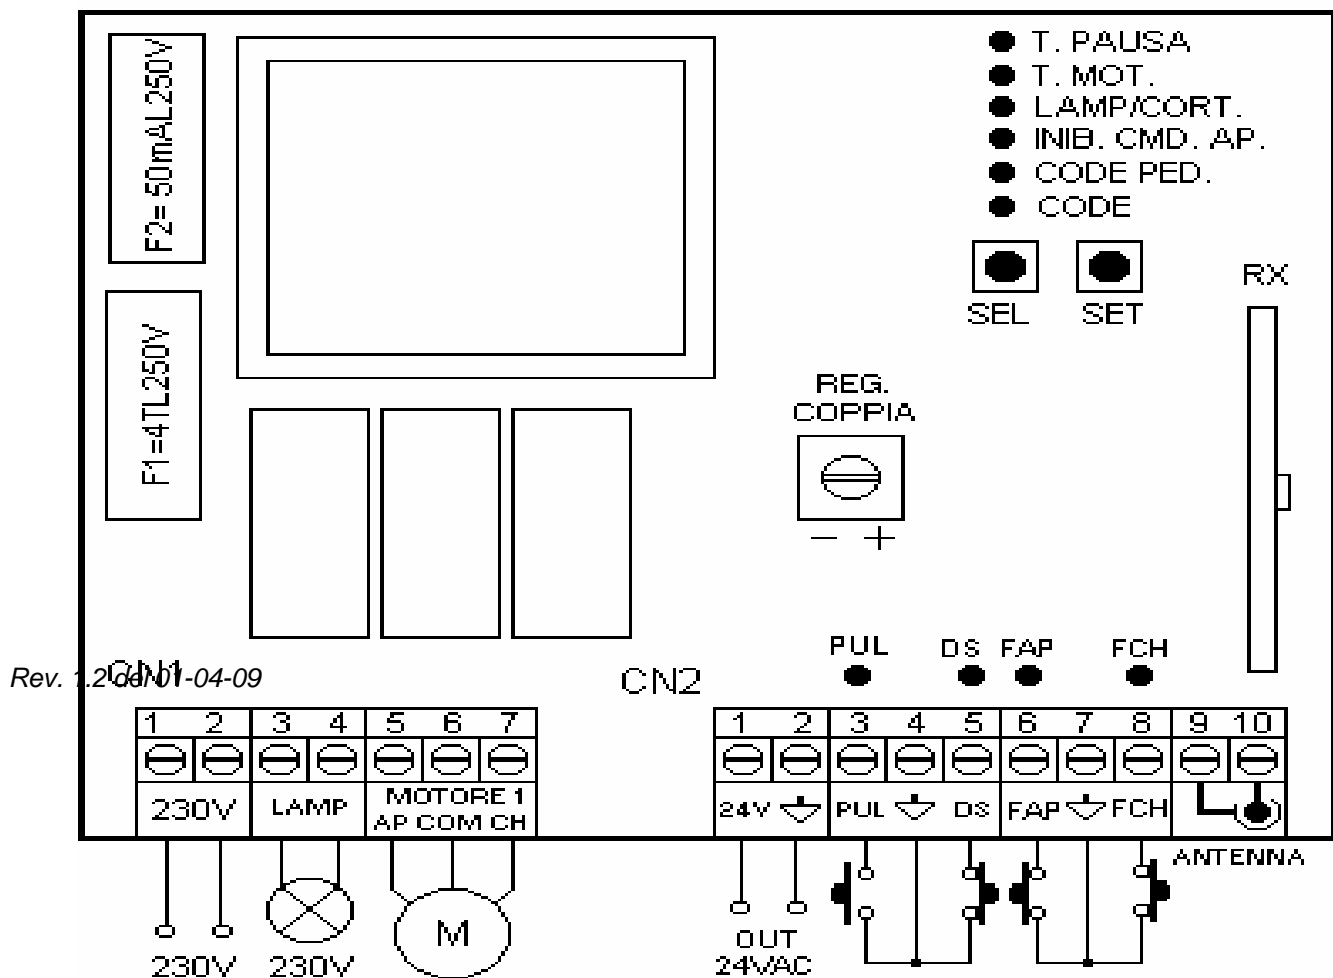 F2= 50mAL250V
F1=4TL250V
T. PAUSA
T. MOT.
LAMP/CORT.
INIB. CMD. AP.
CODE PED.
CODE
SEL SET
RX
REG.
COPPIA
- +
PUL DS FAP FCH
Rev. 1.2 del 01-04-09
CN1
CN2
1 2 3 4 5 6 7
230V LAMP MOTORE 1
AP COM CH
1 2 3 4 5 6 7 8 9 10
24V PUL DS FAP FCH
ANTENNA
M
230V 230V
OUT
24VAC